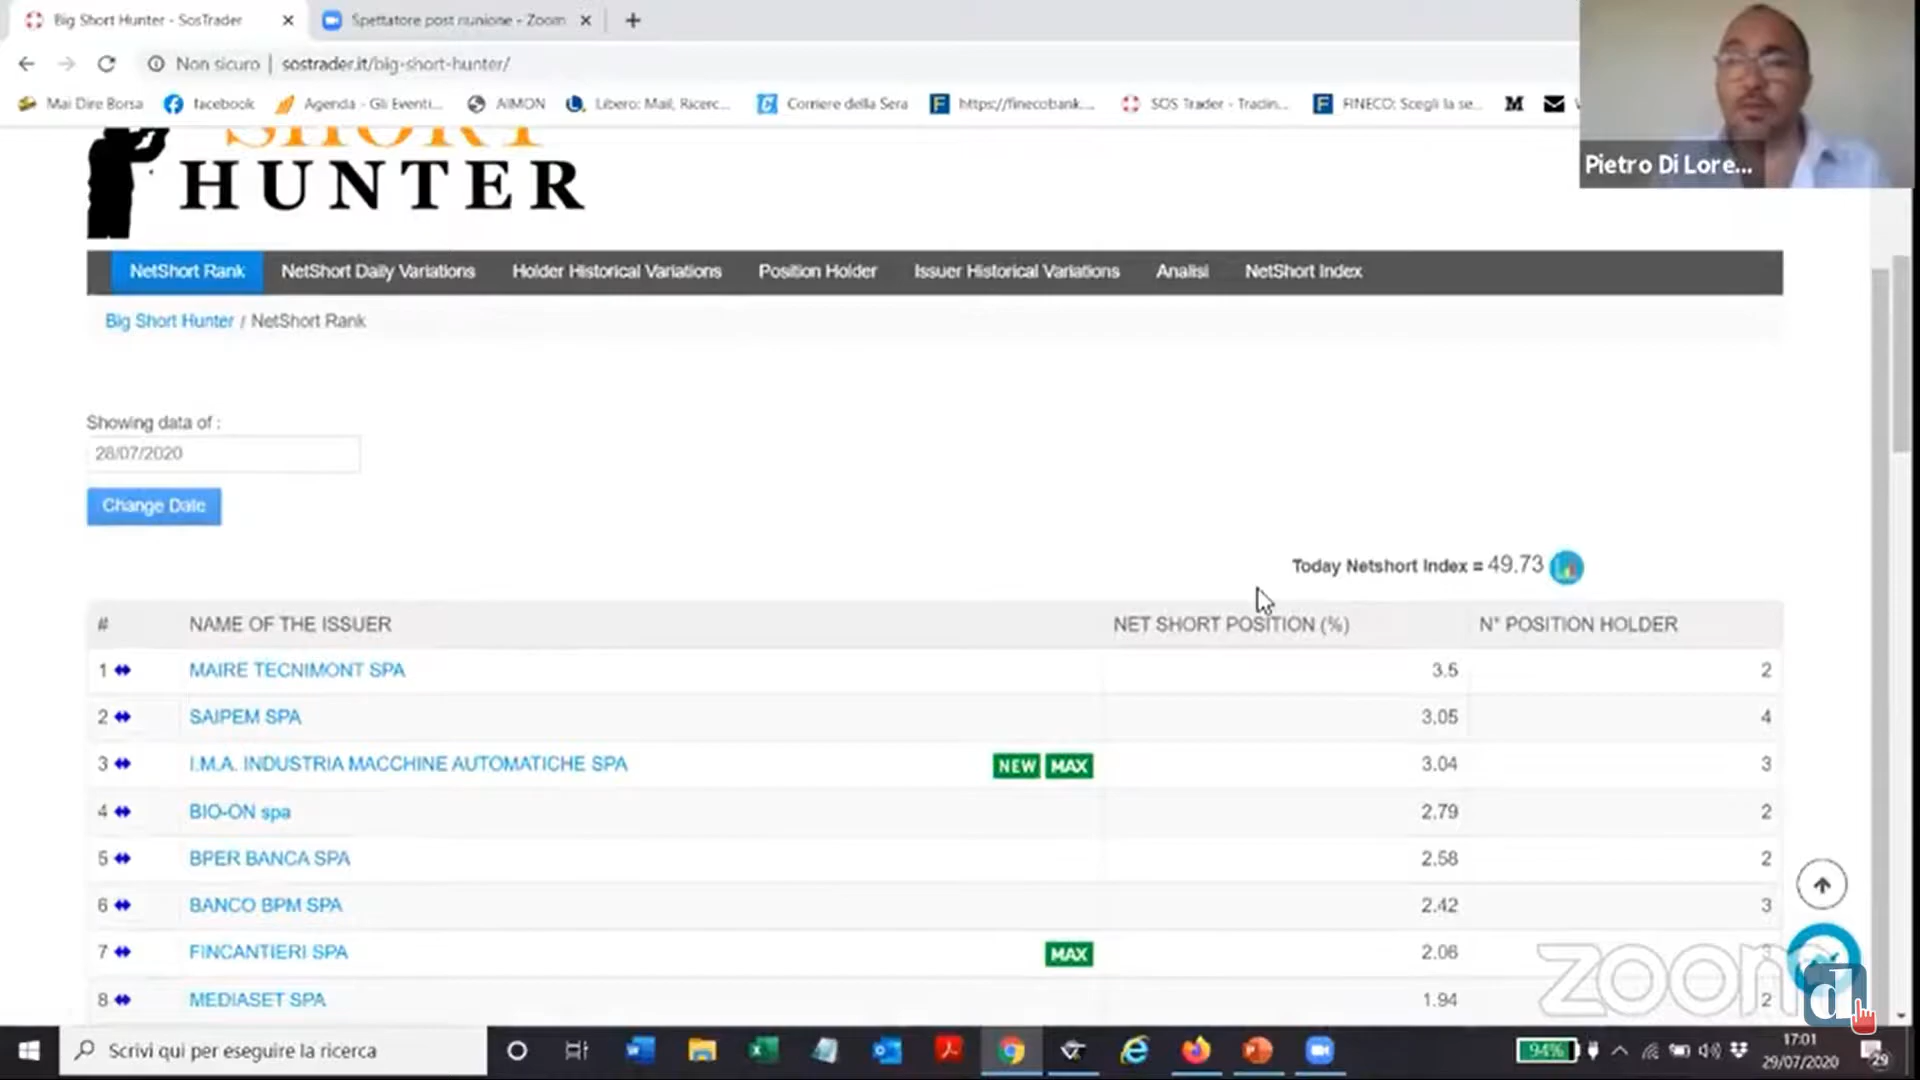 Big Short Hunter - SosTrader
Spettatore post riunione - Zoom
Non sicuro | sostrader.it/big-short-hunter/
Mai Dire Borsa
facebook
Agenda - Gli Eventi...
AIMON
Libero: Mail, Ricerc...
Corriere della Sera
https://finecobank....
SOS Trader - Tradin...
FINECO: Scegli la se...
Pietro Di Lore...
SHORT
HUNTER
NetShort Rank
NetShort Daily Variations
Holder Historical Variations
Position Holder
Issuer Historical Variations
Analisi
NetShort Index
Big Short Hunter / NetShort Rank
Showing data of :
28/07/2020
Change Date
Today Netshort Index = 49.73
# NAME OF THE ISSUER NET SHORT POSITION (%) N° POSITION HOLDER
1 MAIRE TECNIMONT SPA 3.5 2
2 SAIPEM SPA 3.05 4
3 I.M.A. INDUSTRIA MACCHINE AUTOMATICHE SPA NEW MAX 3.04 3
4 BIO-ON spa 2.79 2
5 BPER BANCA SPA 2.58 2
6 BANCO BPM SPA 2.42 3
7 FINCANTIERI SPA MAX 2.06
8 MEDIASET SPA 1.94 2
zoom
d
Scrivi qui per eseguire la ricerca
94%
17:01
29/07/2020
29